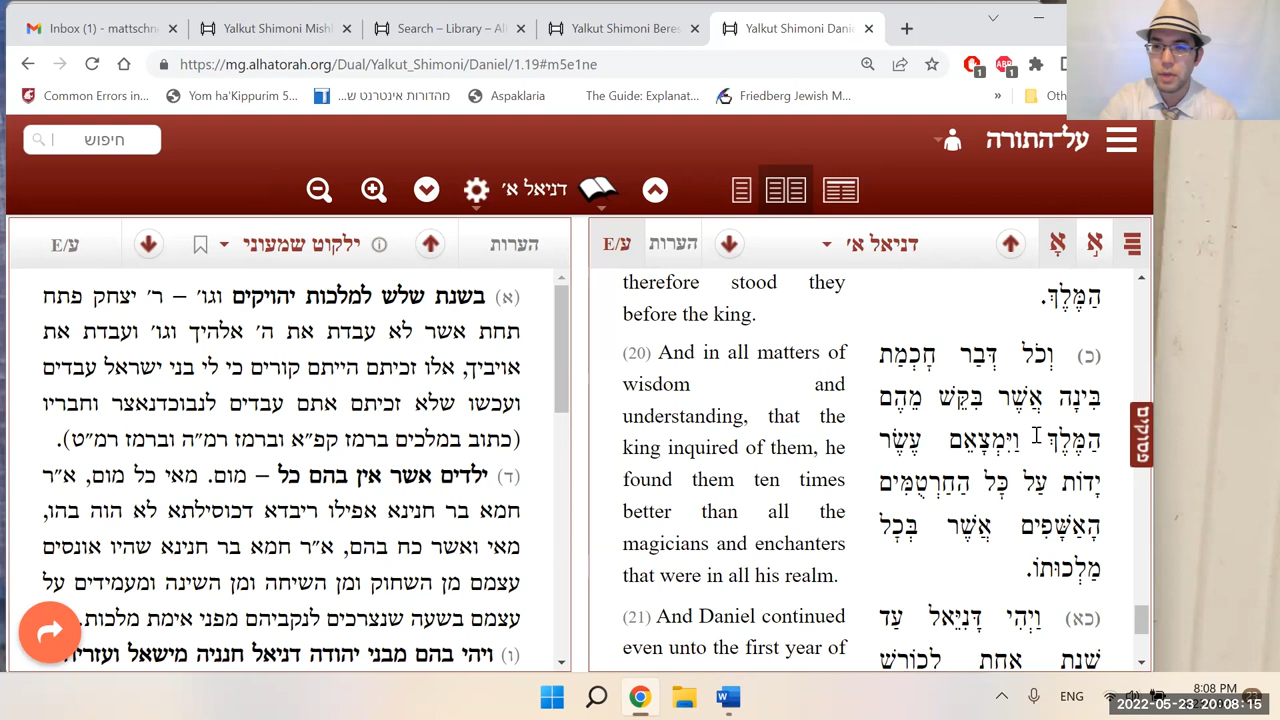 Inbox (1) - mattschne
Yalkut Shimoni Mishl
Search – Library – Al
Yalkut Shimoni Beres
Yalkut Shimoni Danie
https://mg.alhatorah.org/Dual/Yalkut_Shimoni/Daniel/1.19#m5e1ne
1
ABP
1
Common Errors in...
Yom ha'Kippurim 5...
מהדורות אינטרנט ש...
Aspaklaria
The Guide: Explanat...
Friedberg Jewish M...
»
Oth
חיפוש
על־התורה
דניאל א׳
E/ע
ילקוט שמעוני
הערות
E/ע
הערות
דניאל א׳
אָ
אְ֭
(א) בשנת שלש למלכות יהויקים וגו׳ – ר׳ יצחק פתח
תחת אשר לא עבדת את ה׳ אלהיך וגו׳ ועבדת את
אויביך, אלו זכיתם הייתם קורים כי לי בני ישראל עבדים
ועכשו שלא זכיתם אתם עבדים לנבוכדנאצר וחבריו
(כתוב במלכים ברמז קפ״א וברמז רמ״ה וברמז רמ״ט).
(ד) ילדים אשר אין בהם כל – מום. מאי כל מום, א״ר
חמא בר חנינא אפילו ריבדא דכוסילתא לא הוה בהו,
מאי ואשר כח בהם, א״ר חמא בר חנינא שהיו אונסים
עצמם מן השחוק ומן השיחה ומן השינה ומעמידים על
עצמם בשעה שנצרכים לנקביהם מפני אימת מלכות.
(ו) ויהי בהם מבני יהודה דניאל חנניה מישאל ועזריה
therefore stood they
before the king.
(20) And in all matters of
wisdom and
understanding, that the
king inquired of them, he
found them ten times
better than all the
magicians and enchanters
that were in all his realm.
(21) And Daniel continued
even unto the first year of
הַמֶּלֶךְ.
(כ) וְכֹל דְּבַר חׇכְמַת
בִּינָה אֲשֶׁר בִּקֵּשׁ מֵהֶם
הַמֶּלֶךְ וַיִּמְצָאֵם עֶשֶׂר
יָדוֹת עַל כׇּל הַחַרְטֻמִּים
הָאַשָּׁפִים אֲשֶׁר בְּכׇל
מַלְכוּתוֹ.
(כא) וַיְהִי דָּנִיֵּאל עַד
שְׁנַת אַחַת לְכוֹרֶשׁ
פסוקים
ENG
8:08 PM
2022-05-23 20:08:15